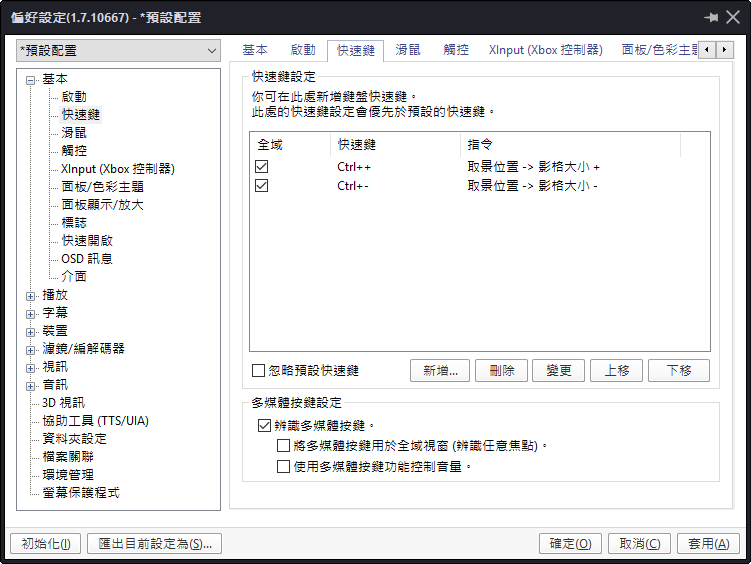 偏好設定(1.7.10667) - *預設配置
*預設配置
基本
啟動
快速鍵
滑鼠
觸控
XInput (Xbox 控制器)
面板/色彩主題
面板顯示/放大
標誌
快速開啟
OSD 訊息
介面
播放
字幕
裝置
濾鏡/編解碼器
視訊
音訊
3D 視訊
協助工具 (TTS/UIA)
資料夾設定
檔案關聯
環境管理
螢幕保護程式
基本 啟動 快速鍵 滑鼠 觸控 XInput (Xbox 控制器) 面板/色彩主題
快速鍵設定
你可在此處新增鍵盤快速鍵。
此處的快速鍵設定會優先於預設的快速鍵。
全域 快速鍵 指令
Ctrl++ 取景位置 -> 影格大小 +
Ctrl+- 取景位置 -> 影格大小 -
忽略預設快速鍵 新增... 刪除 變更 上移 下移
多媒體按鍵設定
辨識多媒體按鍵。
將多媒體按鍵用於全域視窗 (辨識任意焦點)。
使用多媒體按鍵功能控制音量。
初始化(I) 匯出目前設定為(S)... 確定(O) 取消(C) 套用(A)